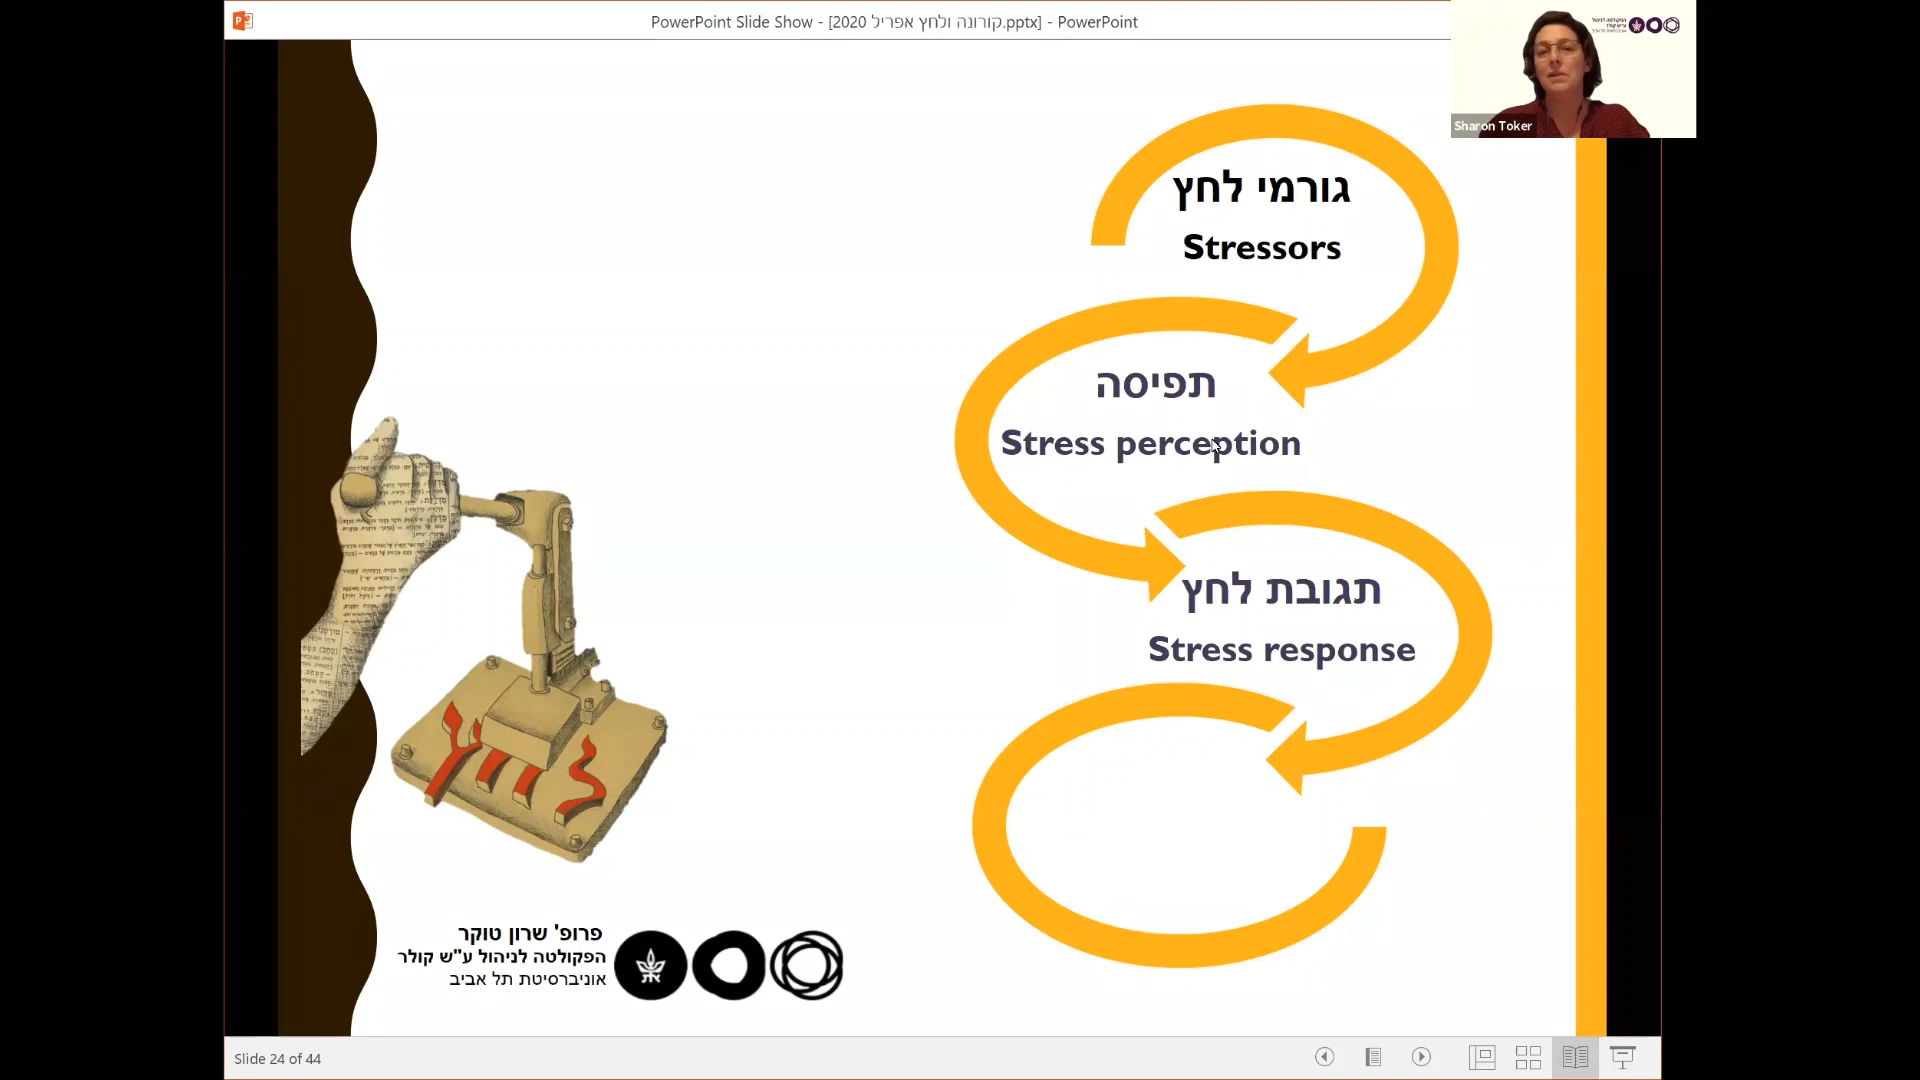 PowerPoint Slide Show - [קורונה ולחץ אפריל 2020.pptx] - PowerPoint
Sharon Toker
גורמי לחץ
Stressors
תפיסה
Stress perception
תגובת לחץ
Stress response
לחץ
פרופ' שרון טוקר
הפקולטה לניהול ע"ש קולר
אוניברסיטת תל אביב
Slide 24 of 44